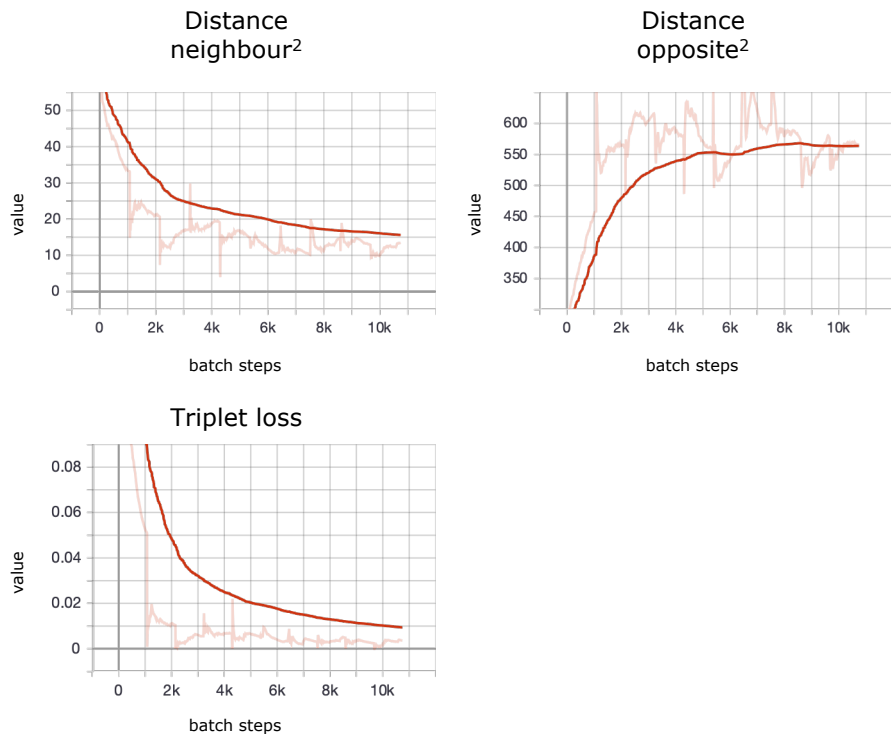 Distance
neighbour²
50
40
30
20
10
0
0 2k 4k 6k 8k 10k
value
batch steps
Distance
opposite²
600
550
500
450
400
350
0 2k 4k 6k 8k 10k
value
batch steps
Triplet loss
0.08
0.06
0.04
0.02
0
0 2k 4k 6k 8k 10k
value
batch steps